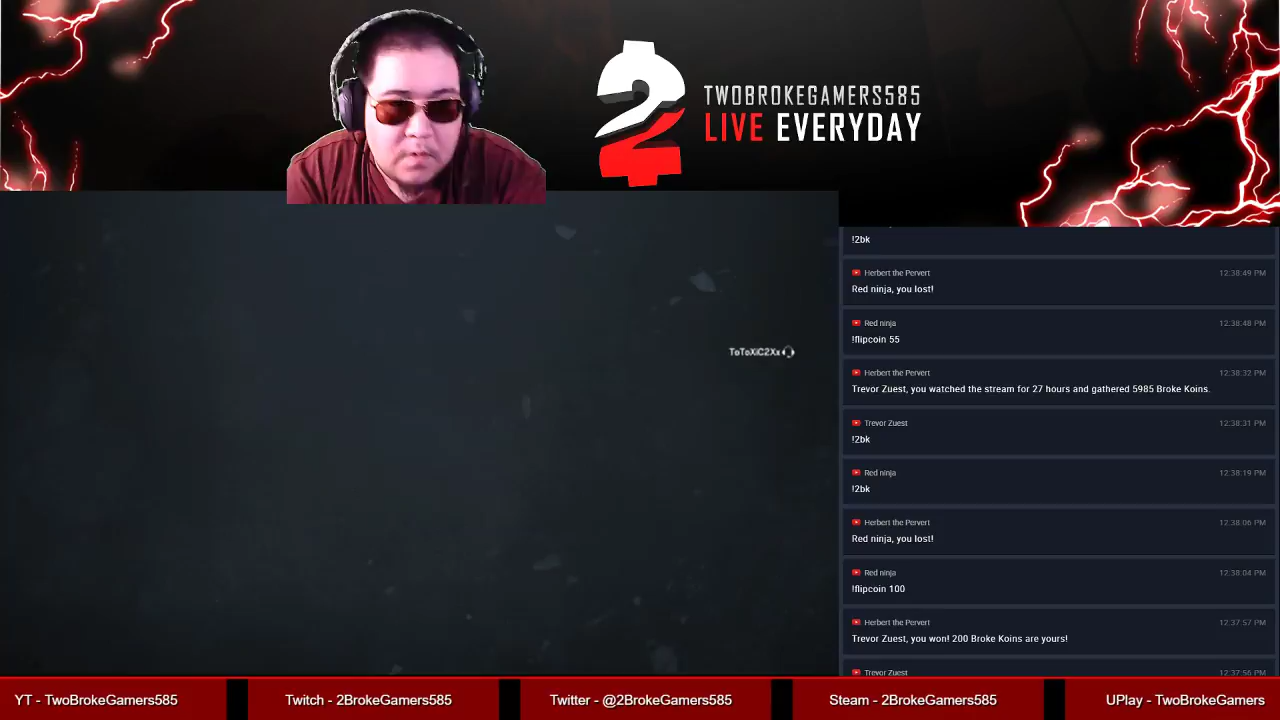 2
TWOBROKEGAMERS585
LIVE EVERYDAY
!2bk
Herbert the Pervert 12:38:49 PM
Red ninja, you lost!
Red ninja 12:38:48 PM
!flipcoin 55
ToToXiC2Xx
Herbert the Pervert 12:38:32 PM
Trevor Zuest, you watched the stream for 27 hours and gathered 5985 Broke Koins.
Trevor Zuest 12:38:31 PM
!2bk
Red ninja 12:38:19 PM
!2bk
Herbert the Pervert 12:38:06 PM
Red ninja, you lost!
Red ninja 12:38:04 PM
!flipcoin 100
Herbert the Pervert 12:37:57 PM
Trevor Zuest, you won! 200 Broke Koins are yours!
Trevor Zuest 12:37:56 PM
YT - TwoBrokeGamers585
Twitch - 2BrokeGamers585
Twitter - @2BrokeGamers585
Steam - 2BrokeGamers585
UPlay - TwoBrokeGamers